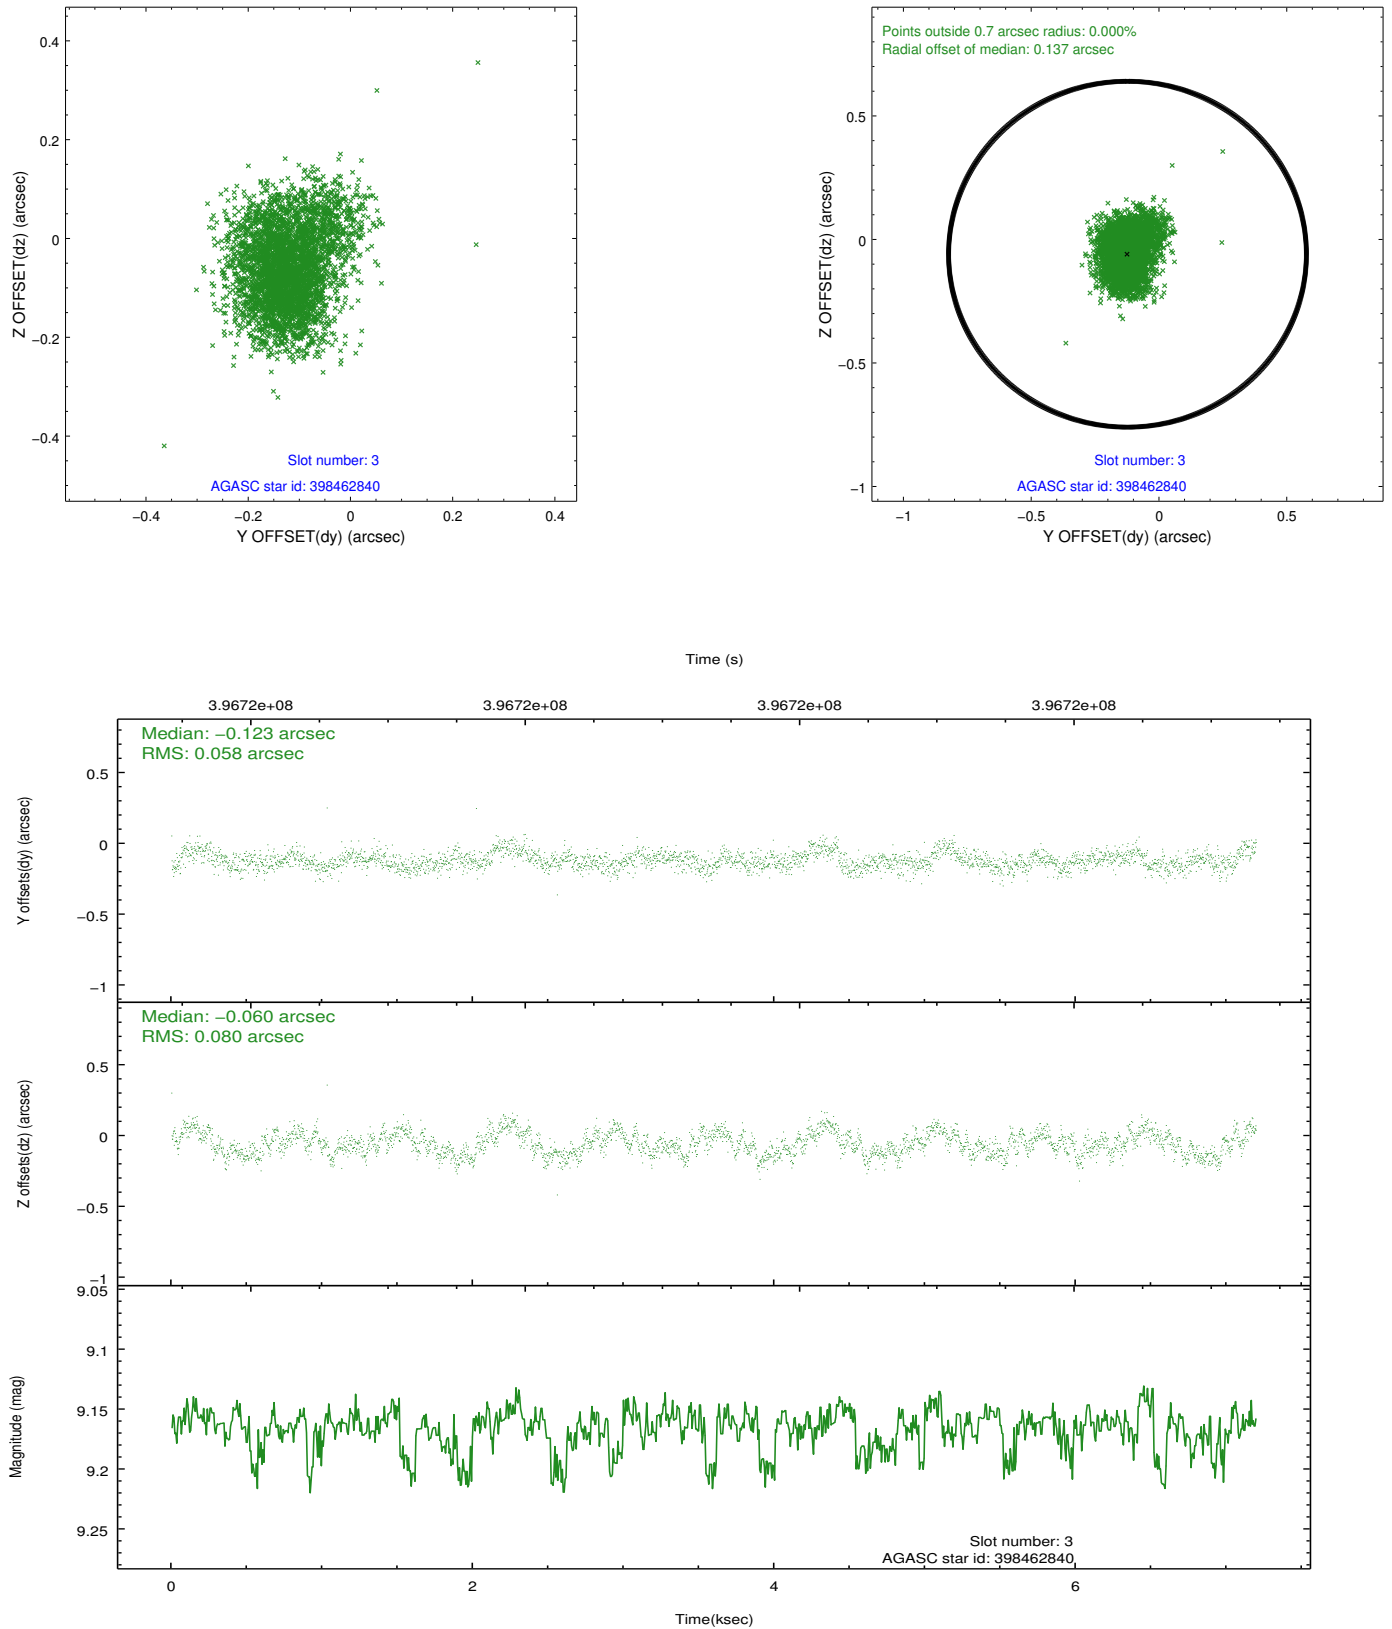 0.4
0.2
0
−0.2
−0.4
Z OFFSET(dz) (arcsec)
Slot number: 3
AGASC star id: 398462840
−0.4 −0.2 0 0.2 0.4
Y OFFSET(dy) (arcsec)
Points outside 0.7 arcsec radius: 0.000%
Radial offset of median: 0.137 arcsec
0.5
0
−0.5
−1
Z OFFSET(dz) (arcsec)
Slot number: 3
AGASC star id: 398462840
−1 −0.5 0 0.5
Y OFFSET(dy) (arcsec)
Time (s)
3.9672e+08 3.9672e+08 3.9672e+08 3.9672e+08
Median: −0.123 arcsec
RMS: 0.058 arcsec
0.5
0
−0.5
−1
Y offsets(dy) (arcsec)
Median: −0.060 arcsec
RMS: 0.080 arcsec
0.5
0
−0.5
−1
Z offsets(dz) (arcsec)
9.05
9.1
9.15
9.2
9.25
Magnitude (mag)
Slot number: 3
AGASC star id: 398462840
0 2 4 6
Time(ksec)